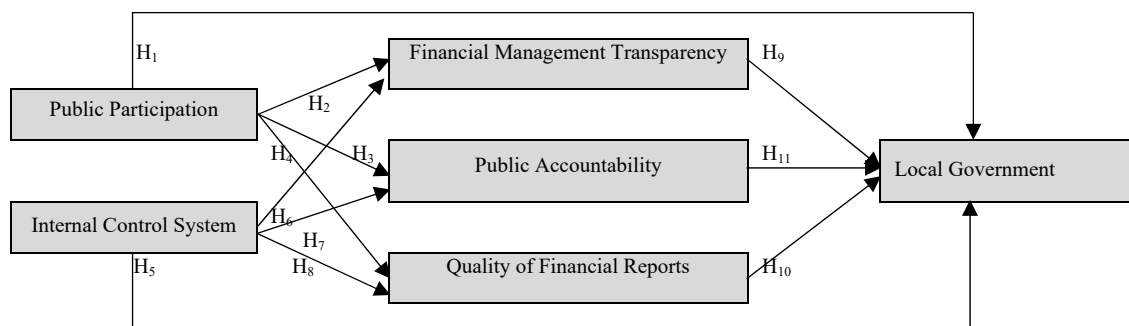 Financial Management Transparency
H₉
H₁
Public Participation
H₂
H₄
H₃
Public Accountability
H₁₁
Local Government
Internal Control System
H₆
H₇
H₅
H₈
Quality of Financial Reports
H₁₀